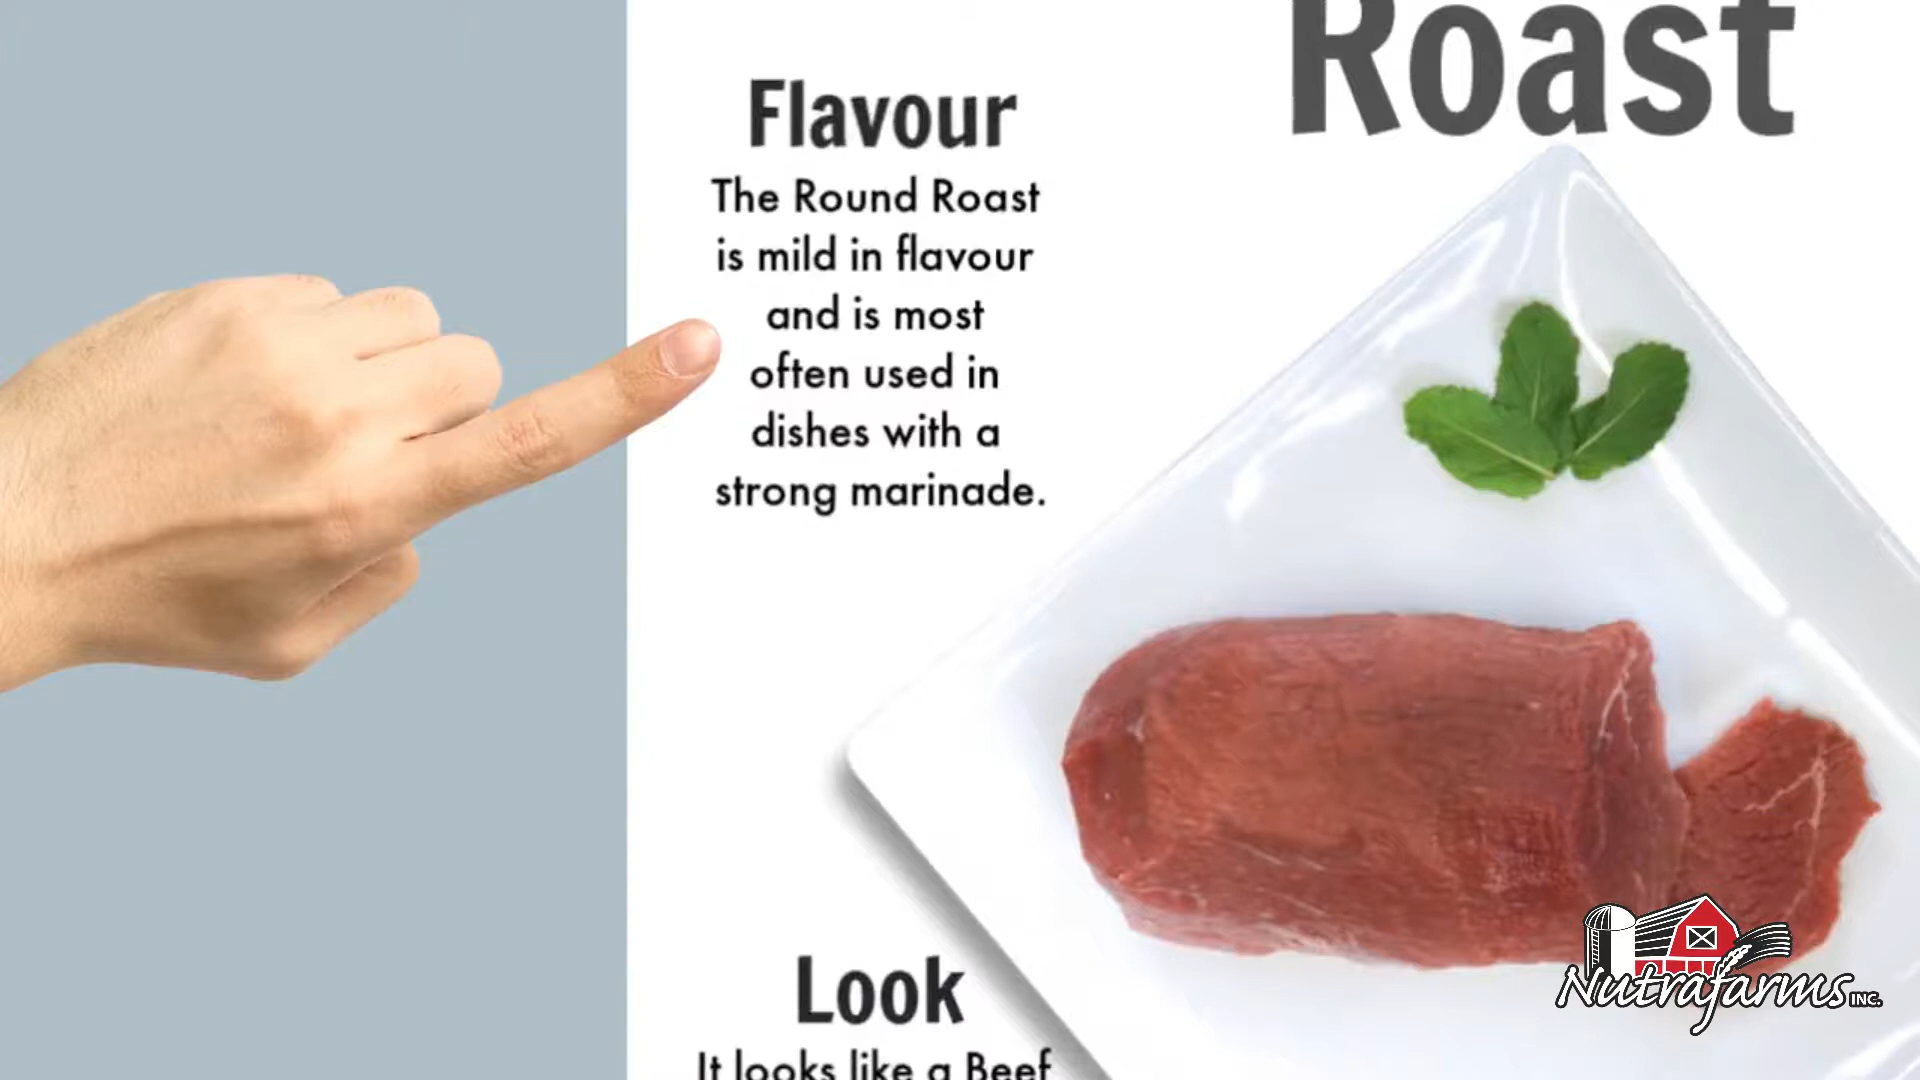 Roast
Flavour
The Round Roast
is mild in flavour
and is most
often used in
dishes with a
strong marinade.
Look
It looks like a Beef
Nutrafarms INC.